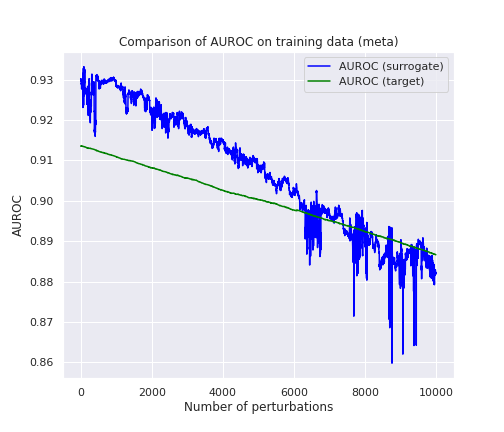 Comparison of AUROC on training data (meta)
AUROC (surrogate)
AUROC (target)
0.93
0.92
0.91
0.90
0.89
0.88
0.87
0.86
AUROC
0
2000
4000
6000
8000
10000
Number of perturbations